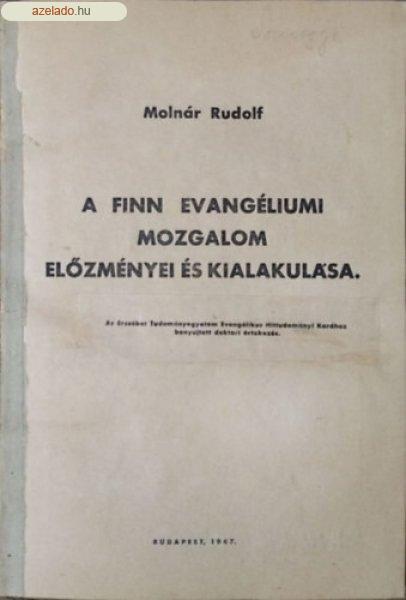 azelado.hu
Molnár Rudolf
A FINN EVANGÉLIUMI
MOZGALOM
ELŐZMÉNYEI ÉS KIALAKULÁSA.
Az Erzsébet Tudományegyetem Evangélikus Hittudományi Karához
benyujtott doktori értekezés.
BUDAPEST, 1947.